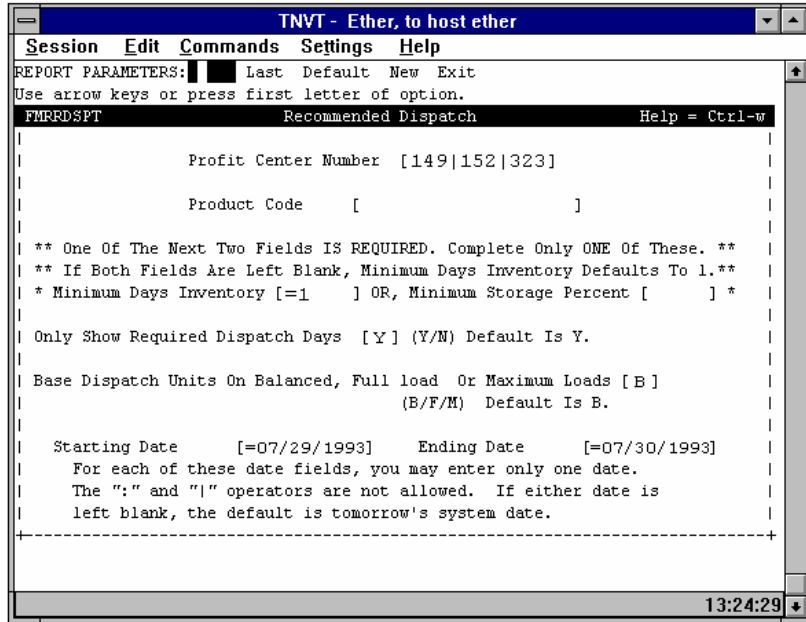 TNVT - Ether, to host ether
Session Edit Commands Settings Help
REPORT PARAMETERS: Last Default New Exit
Use arrow keys or press first letter of option.
FMRRDSPT Recommended Dispatch Help = Ctrl-w
Profit Center Number [149|152|323]
Product Code [ ]
** One Of The Next Two Fields IS REQUIRED. Complete Only ONE Of These. **
** If Both Fields Are Left Blank, Minimum Days Inventory Defaults To 1.**
* Minimum Days Inventory [=1 ] OR, Minimum Storage Percent [ ] *
Only Show Required Dispatch Days [Y] (Y/N) Default Is Y.
Base Dispatch Units On Balanced, Full load Or Maximum Loads [B]
(B/F/M) Default Is B.
Starting Date [=07/29/1993] Ending Date [=07/30/1993]
For each of these date fields, you may enter only one date.
The ":" and "|" operators are not allowed. If either date is
left blank, the default is tomorrow's system date.
13:24:29